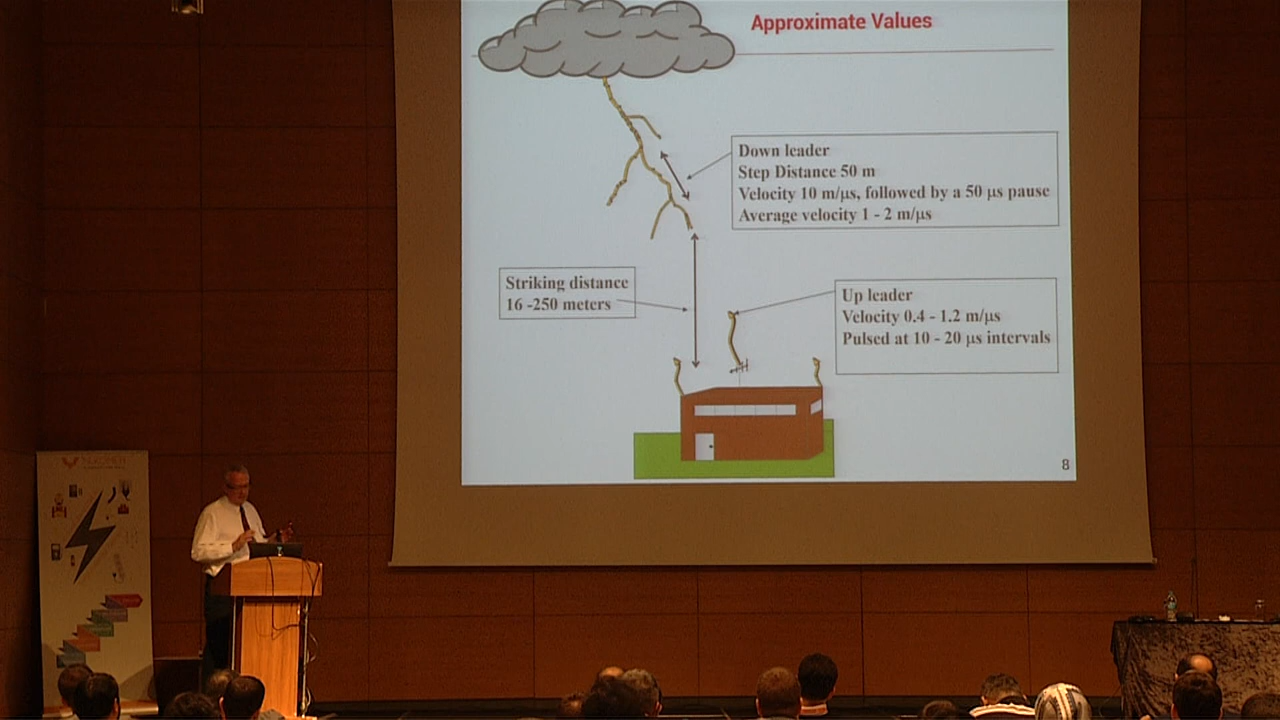 Approximate Values
Down leader
Step Distance 50 m
Velocity 10 m/µs, followed by a 50 µs pause
Average velocity 1 - 2 m/µs
Striking distance
16 -250 meters
Up leader
Velocity 0.4 - 1.2 m/µs
Pulsed at 10 - 20 µs intervals
8